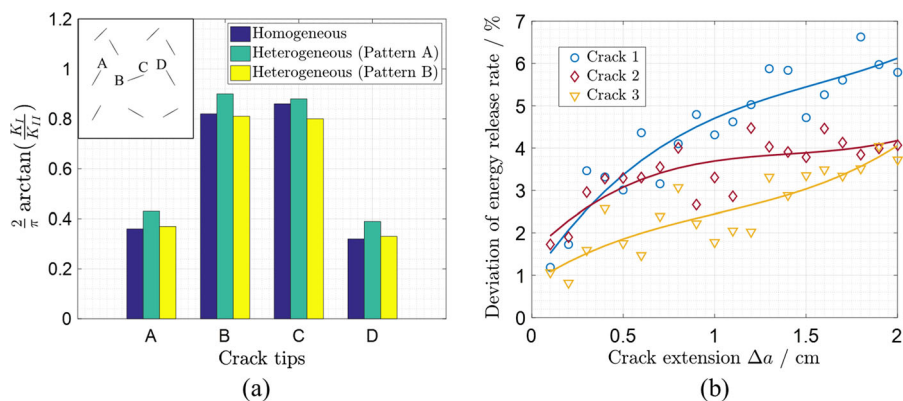 (a)
1.2
1
0.8
0.6
0.4
0.2
0
2/π arctan(K_I/K_II)
A
B
C
D
Homogeneous
Heterogeneous (Pattern A)
Heterogeneous (Pattern B)
A B C D
Crack tips
(a)
7
6
5
4
3
2
1
0
Deviation of energy release rate / %
Crack 1
Crack 2
Crack 3
0 0.5 1 1.5 2
Crack extension Δa / cm
(b)